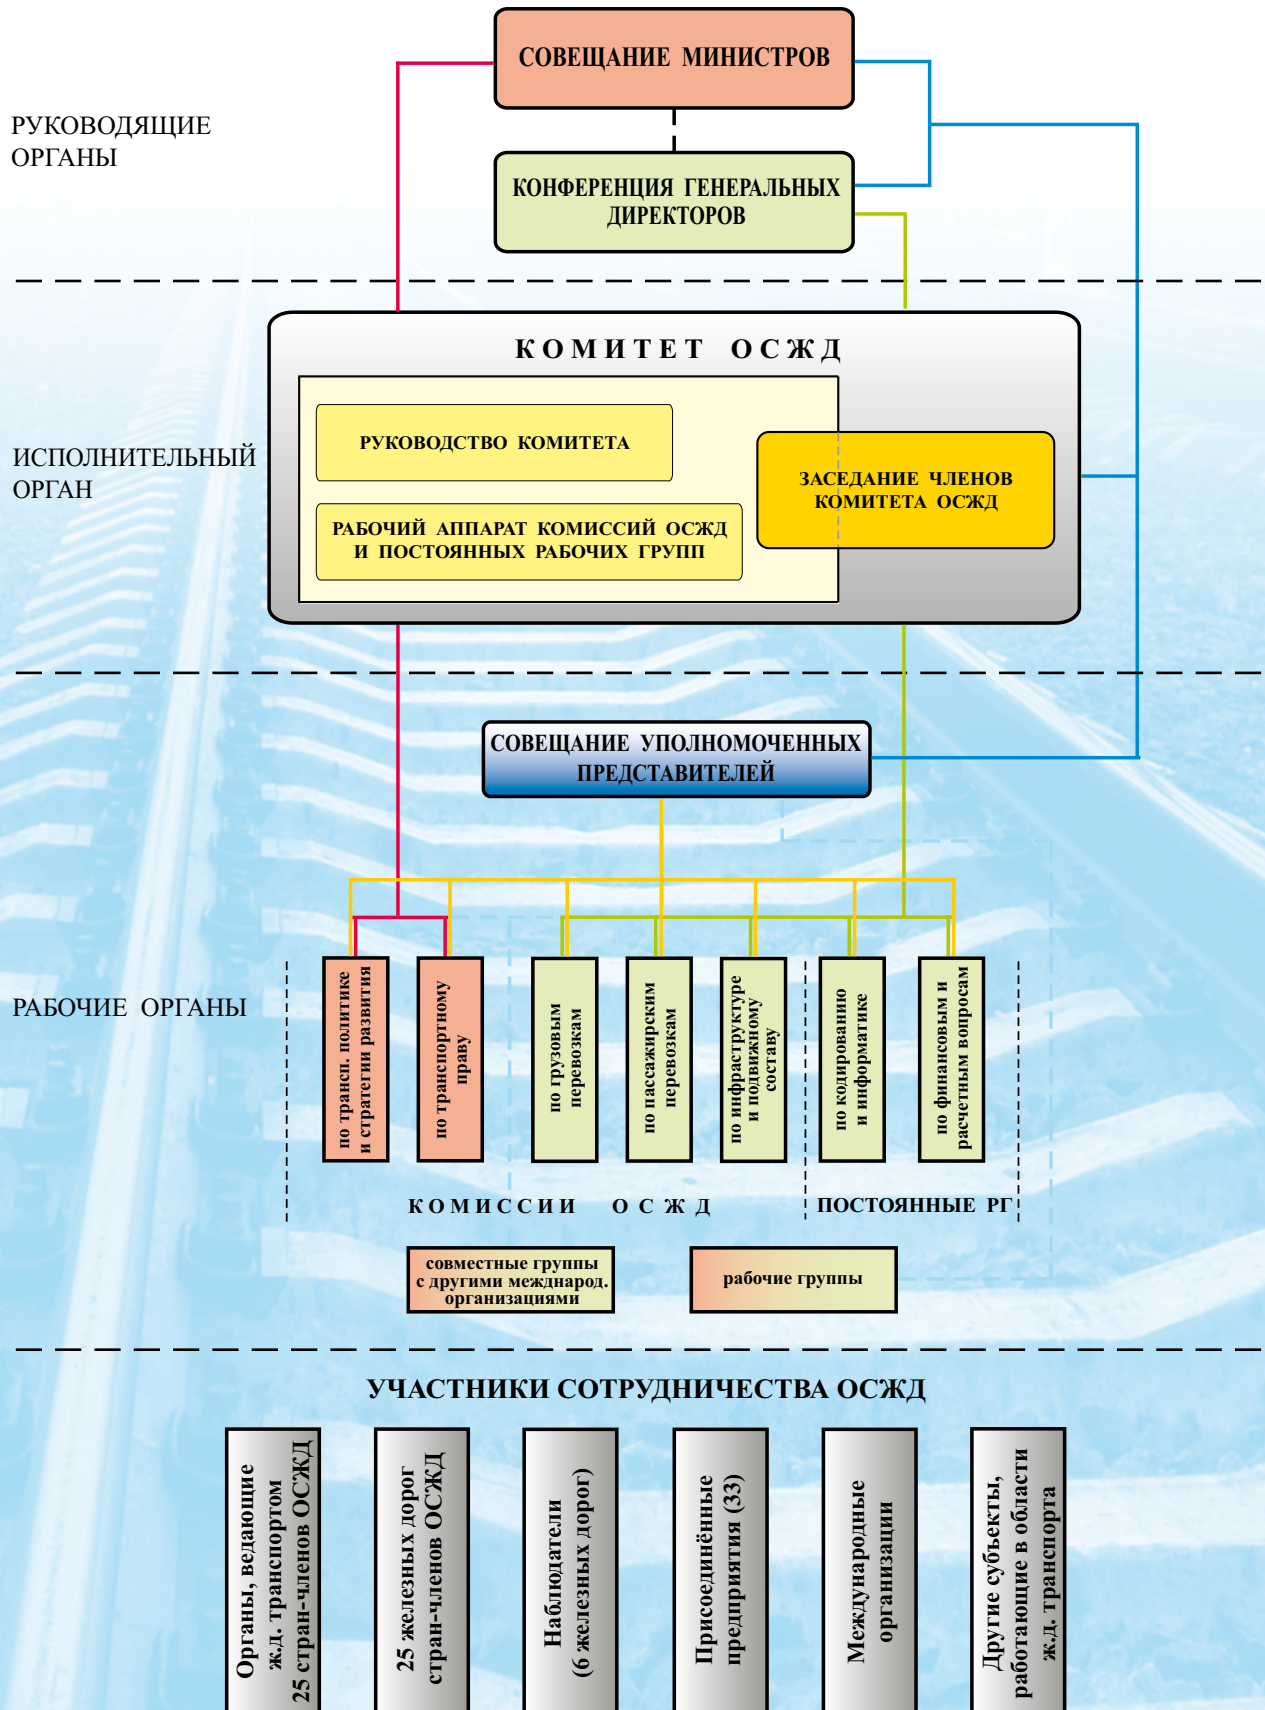 СОВЕЩАНИЕ МИНИСТРОВ
РУКОВОДЯЩИЕ
ОРГАНЫ
КОНФЕРЕНЦИЯ ГЕНЕРАЛЬНЫХ
ДИРЕКТОРОВ
КОМИТЕТ ОСЖД
РУКОВОДСТВО КОМИТЕТА
ИСПОЛНИТЕЛЬНЫЙ
ОРГАН
ЗАСЕДАНИЕ ЧЛЕНОВ
КОМИТЕТА ОСЖД
РАБОЧИЙ АППАРАТ КОМИССИЙ ОСЖД
И ПОСТОЯННЫХ РАБОЧИХ ГРУПП
СОВЕЩАНИЕ УПОЛНОМОЧЕННЫХ
ПРЕДСТАВИТЕЛЕЙ
РАБОЧИЕ ОРГАНЫ
по трансп. политике
и стратегии развития
по транспортному
праву
по грузовым
перевозкам
по пассажирским
перевозкам
по инфраструктуре
и подвижному
составу
по кодированию
и информатике
по финансовым и
расчетным вопросам
КОМИССИИ ОСЖД
ПОСТОЯННЫЕ РГ
совместные группы
с другими междунарoд.
организациями
рабочие группы
УЧАСТНИКИ СОТРУДНИЧЕСТВА ОСЖД
Органы, ведающие
ж.д. транспортом
25 стран-членов ОСЖД
25 железных дорог
стран-членов ОСЖД
Наблюдатели
(6 железных дорог)
Присоединённые
предприятия (33)
Международные
организации
Другие субъекты,
работающие в области
ж.д. транспорта